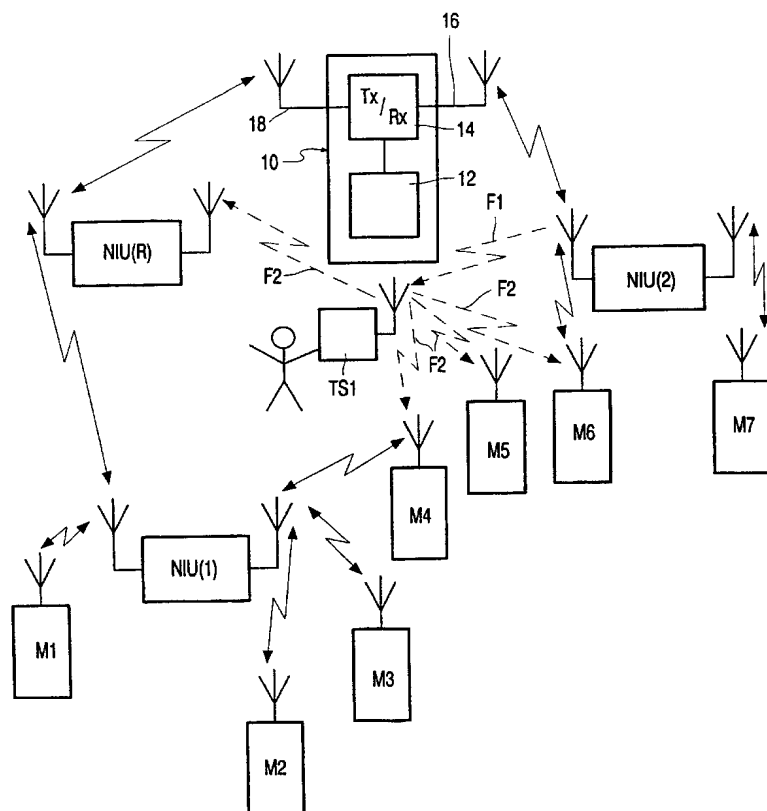 16
Tx/Rx
18
14
10
12
F1
NIU(R)
NIU(2)
F2
F2
F2
TS1
M5
M6
M7
M4
NIU(1)
M1
M3
M2